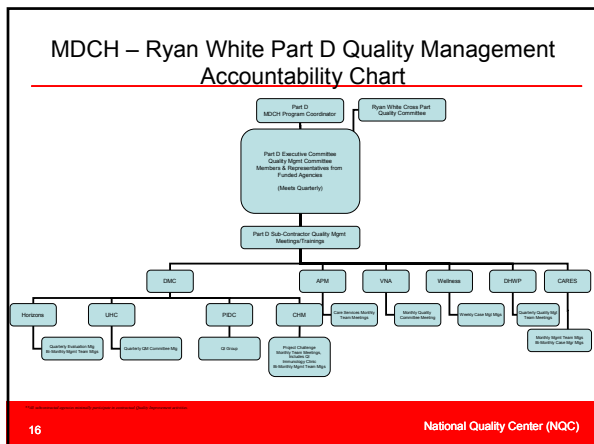 MDCH – Ryan White Part D Quality Management
Accountability Chart
Part D
MDCH Program Coordinator
Ryan White Cross Part
Quality Committee
Part D Executive Committee
Quality Mgmt Committee
Members & Representatives from
Funded Agencies
(Meets Quarterly)
Part D Sub-Contractor Quality Mgmt
Meetings/Trainings
DMC
APM
VNA
Wellness
DHWP
CARES
Horizons
UHC
PIDC
CHM
Care Services Monthly
Team Meetings
Monthly Quality
Committee Meeting
Weekly Case Mgt Mtgs
Quarterly Quality Mgt
Team Meetings
Monthly Mgmt Team Mtgs
Bi-Monthly Case Mgr Mtgs
Quarterly Evaluation Mtg
Bi-Monthly Mgmt Team Mtgs
Quarterly QM Committee Mtg
QI Group
Project Challenge
Monthly Team Meetings,
Includes QI
Immunology Clinic
Bi-Monthly Mgmt Team Mtgs
16
National Quality Center (NQC)